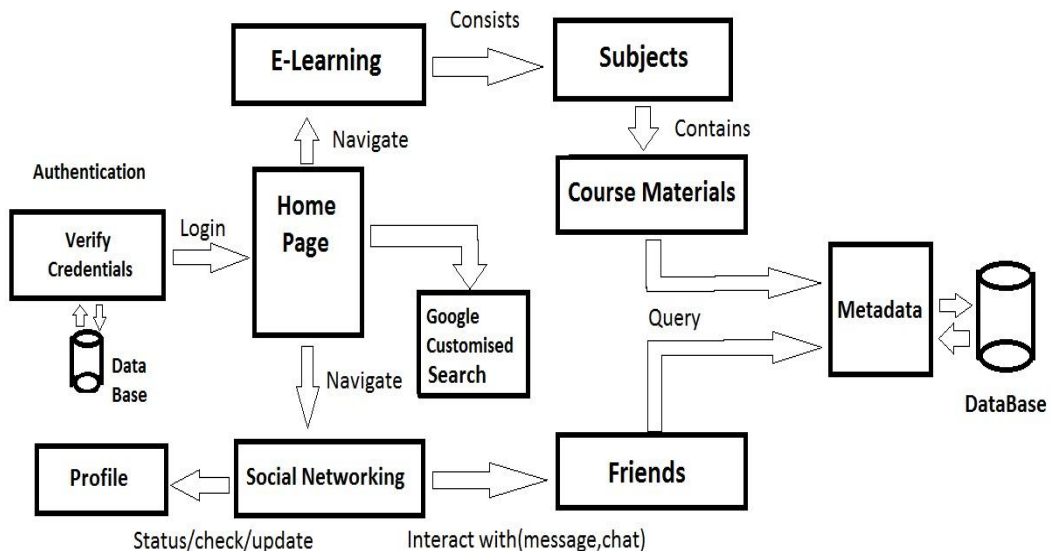 Consists
E-Learning
Subjects
Navigate
Contains
Authentication
Course Materials
Home
Page
Login
Verify
Credentials
Metadata
Google
Customised
Search
Query
Data
Base
Navigate
DataBase
Profile
Social Networking
Friends
Status/check/update
Interact with(message,chat)